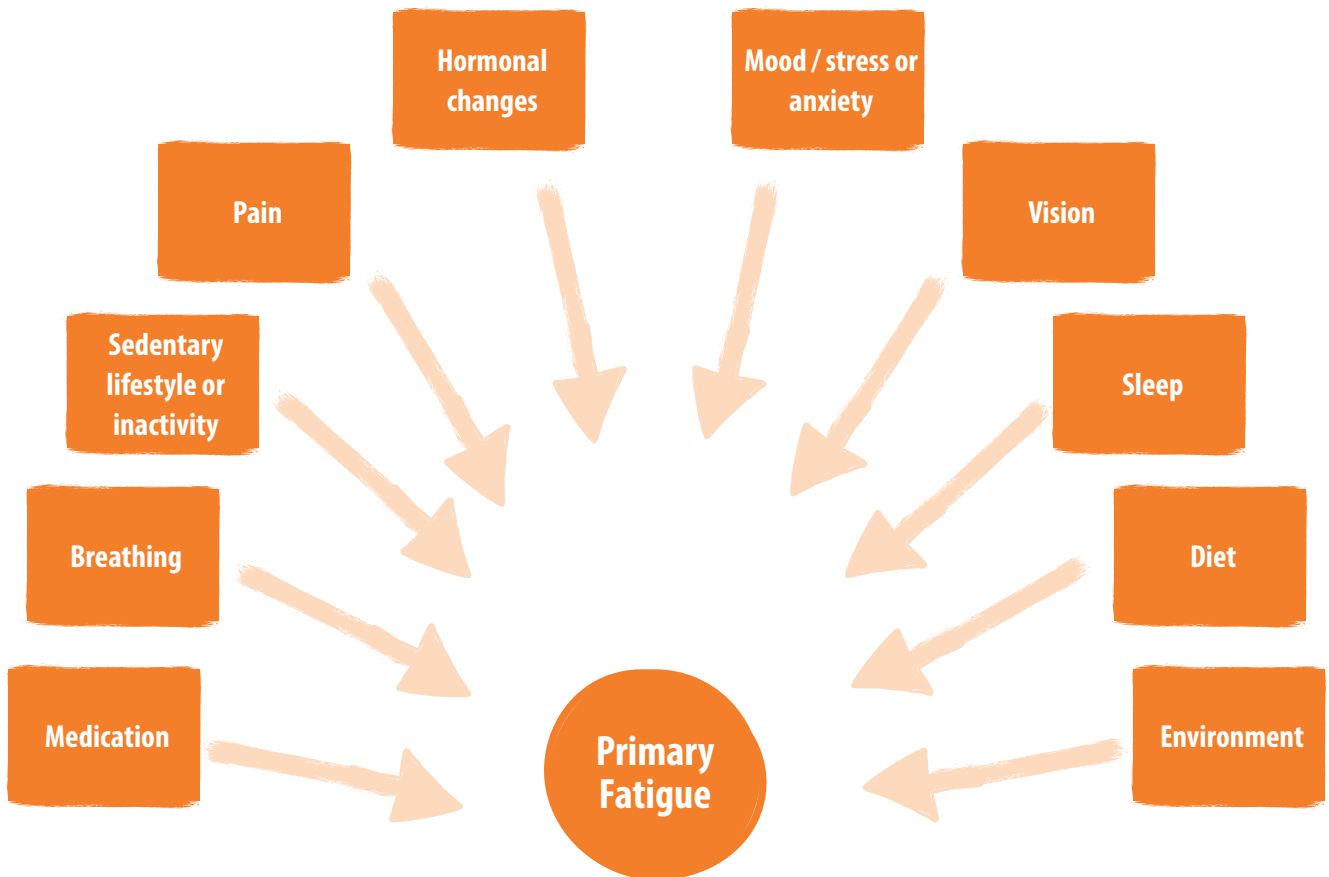 Hormonal
changes
Mood / stress or
anxiety
Pain
Vision
Sedentary
lifestyle or
inactivity
Sleep
Breathing
Diet
Medication
Environment
Primary
Fatigue